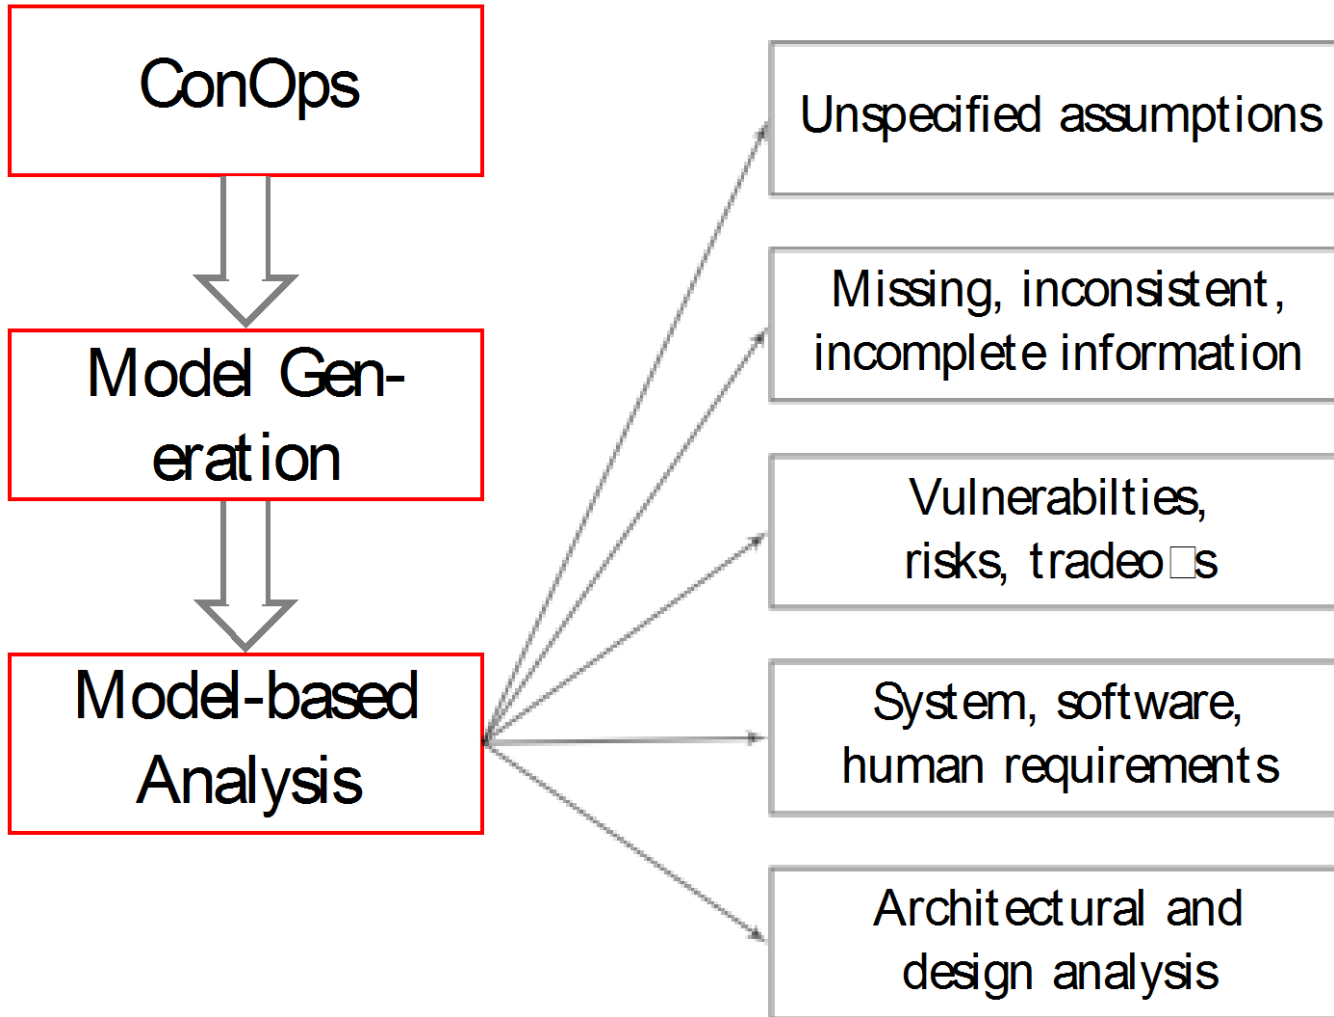 ConOps
Model Gen-
eration
Model-based
Analysis
Unspecified assumptions
Missing, inconsistent,
incomplete information
Vulnerabilties,
risks, tradeo□s
System, software,
human requirements
Architectural and
design analysis